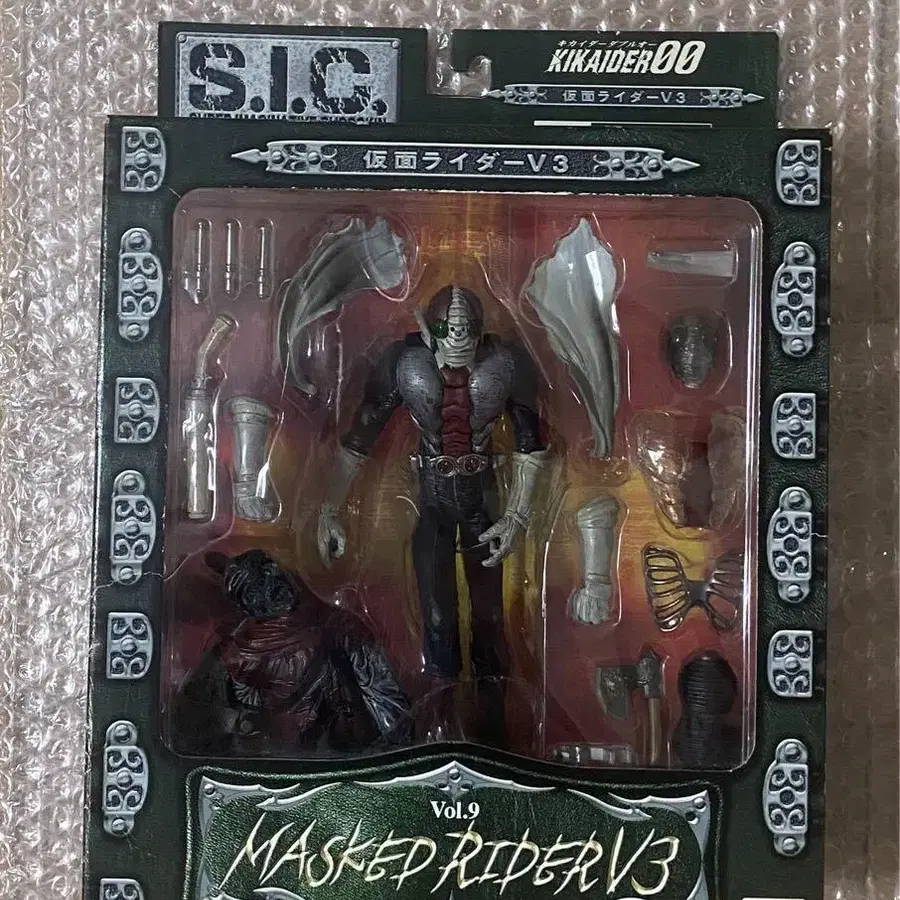 S.I.C.
キカイダーダブルオー
KIKAIDER00
仮面ライダーV3
仮面ライダーV3
Vol.9
MASKED RIDER V3